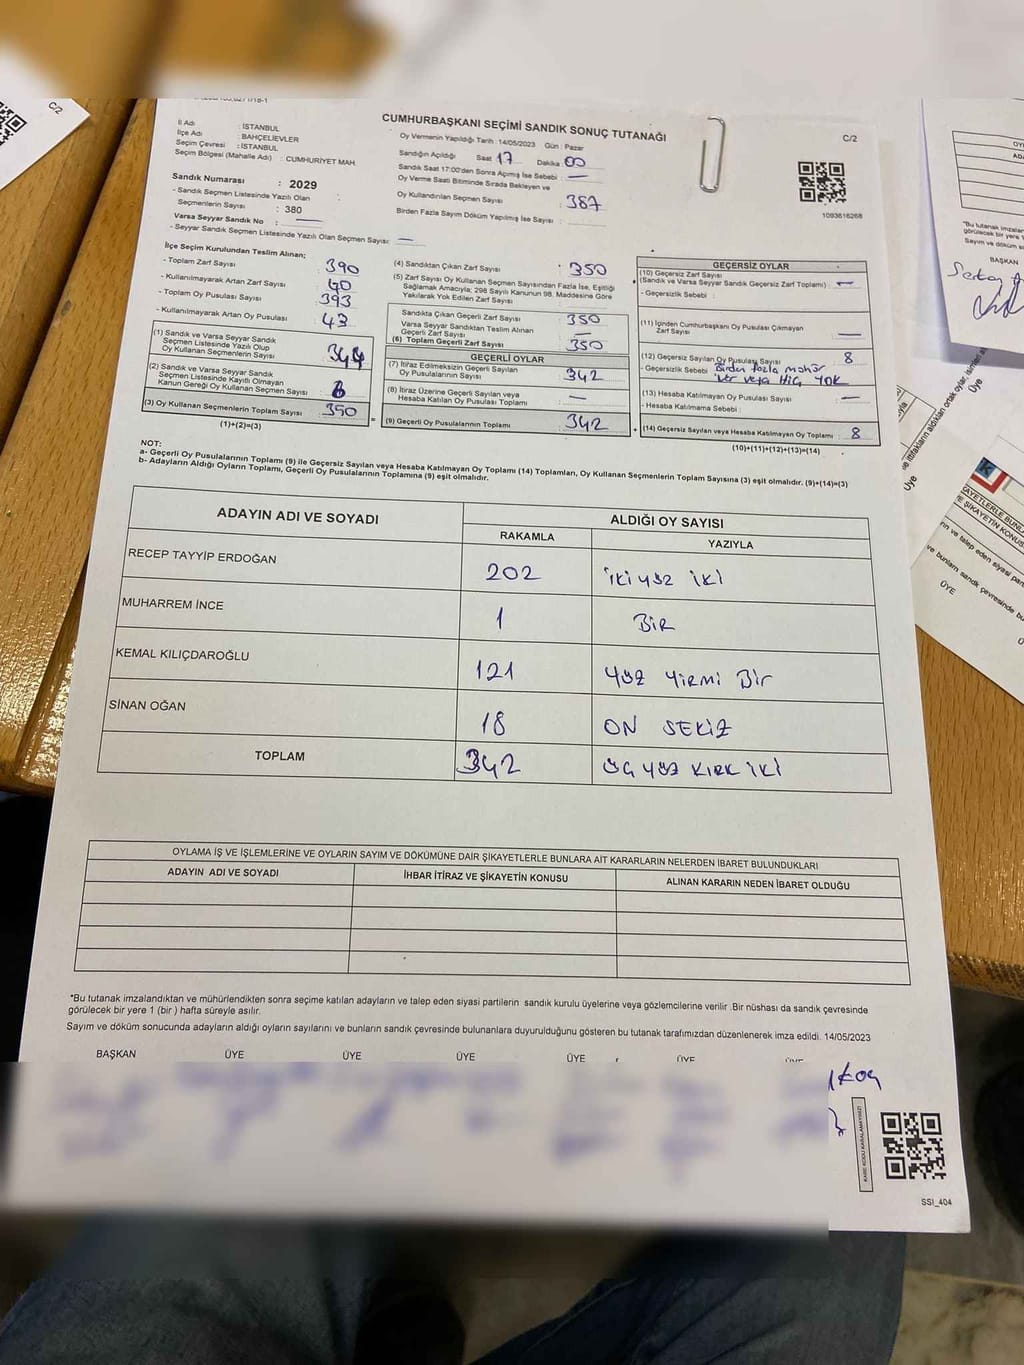 C/2
CUMHURBAŞKANI SEÇİMİ SANDIK SONUÇ TUTANAĞI
C/2
İl Adı : İSTANBUL
İlçe Adı : BAHÇELİEVLER
Seçim Çevresi : İSTANBUL
Seçim Bölgesi (Mahalle Adı) : CUMHURİYET MAH.
Sandık Numarası : 2029
- Sandık Seçmen Listesinde Yazılı Olan
Seçmenlerin Sayısı : 380
Varsa Seyyar Sandık No : —
- Seyyar Sandık Seçmen Listesinde Yazılı Olan Seçmen Sayısı: —
Oy Vermenin Yapıldığı Tarih : 14/05/2023 Gün : Pazar
Sandığın Açıldığı Saat 17 Dakika 00
Sandık Saat 17:00'den Sonra Açımış İse Sebebi : —
Oy Verme Saati Bitiminde Sırada Bekleyen ve
Oy Kullandırılan Seçmen Sayısı : 387
Birden Fazla Sayım Döküm Yapılmış İse Sayısı :
1093616268
İlçe Seçim Kurulundan Teslim Alınan;
- Toplam Zarf Sayısı : 390
- Kullanılmayarak Artan Zarf Sayısı : 40
- Toplam Oy Pusulası Sayısı : 393
- Kullanılmayarak Artan Oy Pusulası : 43
(1) Sandık ve Varsa Seyyar Sandık
Seçmen Listesinde Yazılı Olup
Oy Kullanan Seçmenlerin Sayısı : 344
(2) Sandık ve Varsa Seyyar Sandık
Seçmen Listesinde Kayıtlı Olmayan
Kanun Gereği Oy Kullanan Seçmen Sayısı : 6
(3) Oy Kullanan Seçmenlerin Toplam Sayısı : 350
(1)+(2)=(3)
(4) Sandıktan Çıkan Zarf Sayısı : 350
(5) Zarf Sayısı Oy Kullanan Seçmen Sayısından Fazla İse, Eşitliği
Sağlamak Amacıyla; 298 Sayılı Kanunun 98. Maddesine Göre
Yakılarak Yok Edilen Zarf Sayısı :
Sandıkta Çıkan Geçerli Zarf Sayısı : 350
Varsa Seyyar Sandıktan Teslim Alınan
Geçerli Zarf Sayısı : —
(6) Toplam Geçerli Zarf Sayısı : 350
GEÇERLİ OYLAR
(7) İtiraz Edilmeksizin Geçerli Sayılan
Oy Pusulalarının Sayısı : 342
(8) İtiraz Üzerine Geçerli Sayılan veya
Hesaba Katılan Oy Pusulası Toplamı : —
(9) Geçerli Oy Pusulalarının Toplamı : 342
GEÇERSİZ OYLAR
(10) Geçersiz Zarf Sayısı
(Sandık ve Varsa Seyyar Sandık Geçersiz Zarf Toplamı) : —
- Geçersizlik Sebebi :
(11) İçinden Cumhurbaşkanı Oy Pusulası Çıkmayan
Zarf Sayısı : —
(12) Geçersiz Sayılan Oy Pusulası Sayısı : 8
- Geçersizlik Sebebi : Birden fazla mühür
var veya HİÇ YOK
(13) Hesaba Katılmayan Oy Pusulası Sayısı : —
- Hesaba Katılmama Sebebi :
(14) Geçersiz Sayılan veya Hesaba Katılmayan Oy Toplamı : 8
(10)+(11)+(12)+(13)=(14)
NOT:
a- Geçerli Oy Pusulalarının Toplamı (9) ile Geçersiz Sayılan veya Hesaba Katılmayan Oy Toplamı (14) Toplamları, Oy Kullanan Seçmenlerin Toplam Sayısına (3) eşit olmalıdır. (9)+(14)=(3)
b- Adayların Aldığı Oyların Toplamı, Geçerli Oy Pusulalarının Toplamına (9) eşit olmalıdır.
ADAYIN ADI VE SOYADI ALDIĞI OY SAYISI
RAKAMLA YAZIYLA
RECEP TAYYİP ERDOĞAN 202 İKİ YÜZ İKİ
MUHARREM İNCE 1 BİR
KEMAL KILIÇDAROĞLU 121 YÜZ YİRMİ Bİr
SİNAN OĞAN 18 ON SEKİZ
TOPLAM 342 ÜÇ YÜZ KIRK İKİ
OYLAMA İŞ VE İŞLEMLERİNE VE OYLARIN SAYIM VE DÖKÜMÜNE DAİR ŞİKAYETLERLE BUNLARA AİT KARARLARIN NELERDEN İBARET BULUNDUKLARI
ADAYIN ADI VE SOYADI İHBAR İTİRAZ VE ŞİKAYETİN KONUSU ALINAN KARARIN NEDEN İBARET OLDUĞU
*Bu tutanak imzalandıktan ve mühürlendikten sonra seçime katılan adayların ve talep eden siyasi partilerin sandık kurulu üyelerine veya gözlemcilerine verilir .Bir nüshası da sandık çevresinde
görülecek bir yere 1 (bir ) hafta süreyle asılır.
Sayım ve döküm sonucunda adayların aldığı oyların sayılarını ve bunların sandık çevresinde bulunanlara duyurulduğunu gösteren bu tutanak tarafımızdan düzenlenerek imza edildi. 14/05/2023
BAŞKAN ÜYE ÜYE ÜYE ÜYE ÜYE
KARE KODU KARALAMAYINIZ!
SSI_404
BAŞKAN
Üye
Üye
ÜYE